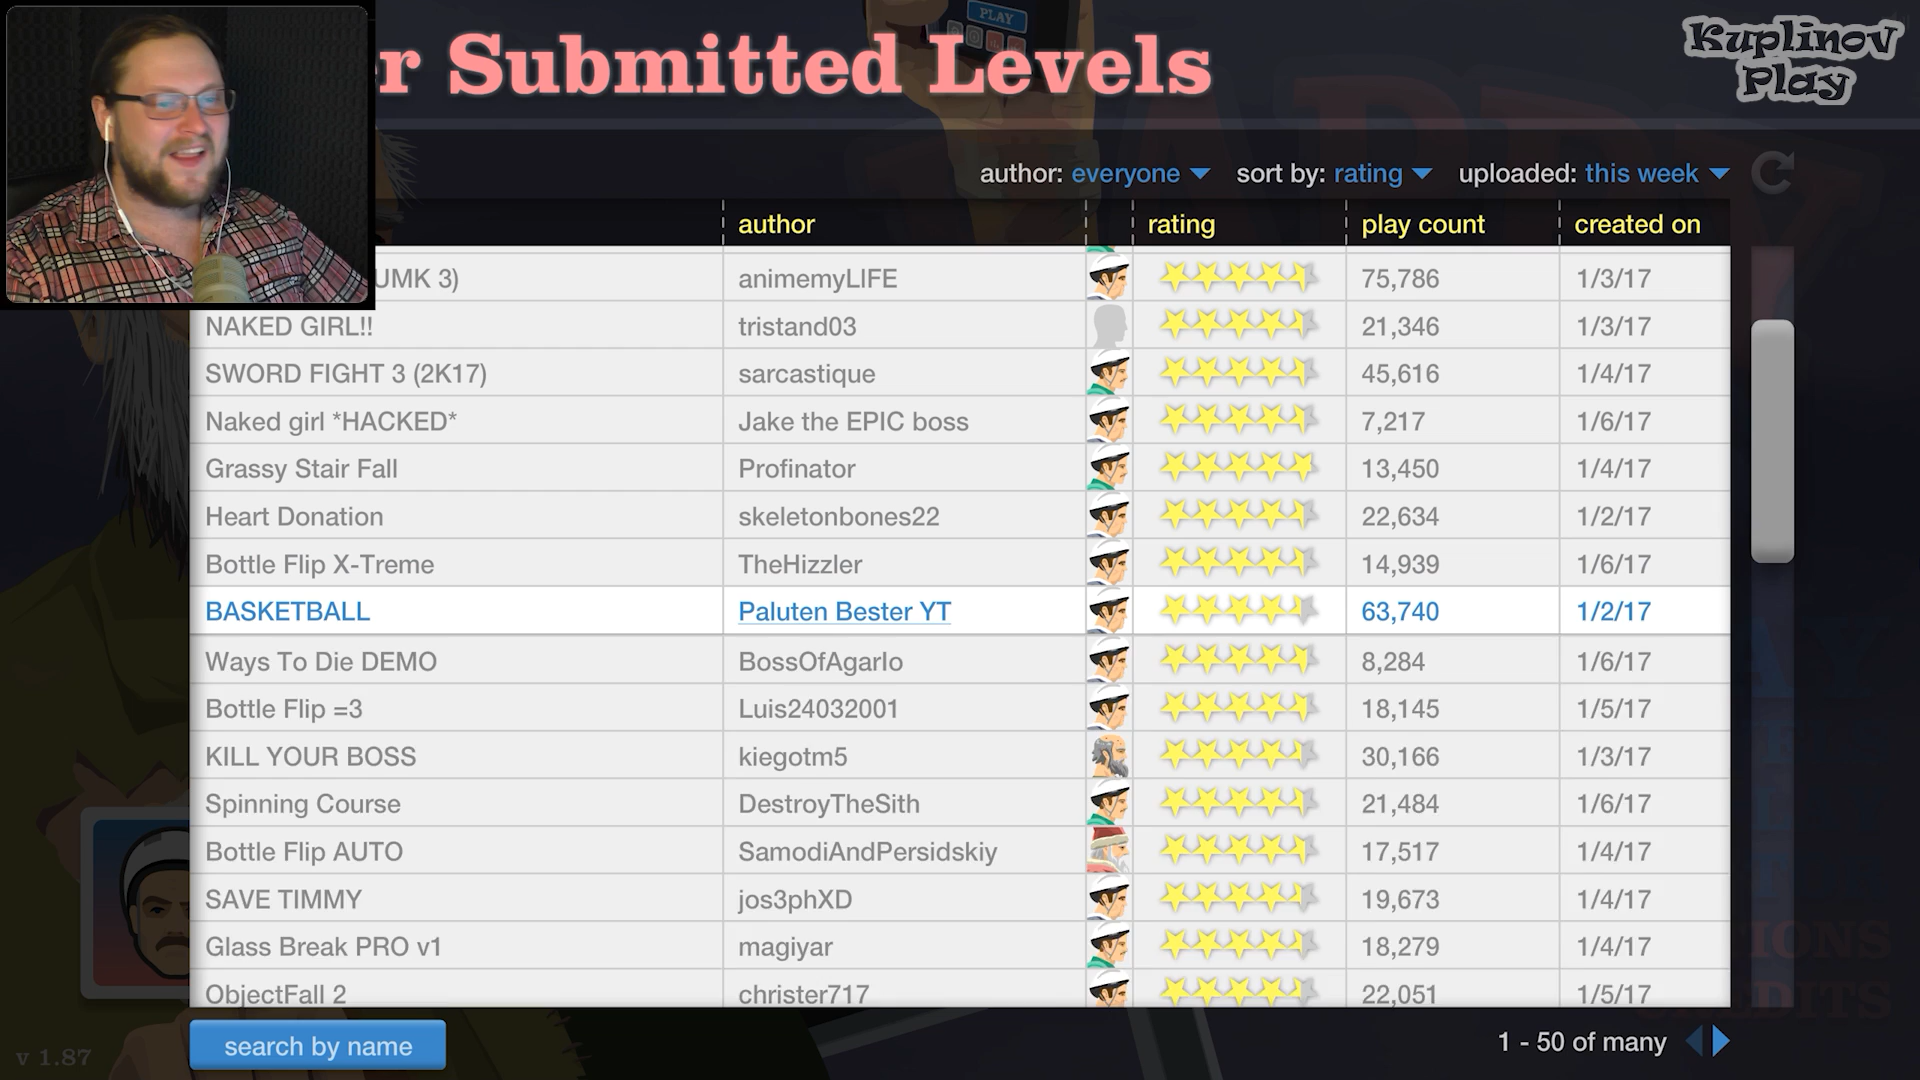 PLAY
r Submitted Levels
Kuplinov
Play
author: everyone sort by: rating uploaded: this week
author rating play count created on
UMK 3) animemyLIFE 75,786 1/3/17
NAKED GIRL!! tristand03 21,346 1/3/17
SWORD FIGHT 3 (2K17) sarcastique 45,616 1/4/17
Naked girl *HACKED* Jake the EPIC boss 7,217 1/6/17
Grassy Stair Fall Profinator 13,450 1/4/17
Heart Donation skeletonbones22 22,634 1/2/17
Bottle Flip X-Treme TheHizzler 14,939 1/6/17
BASKETBALL Paluten Bester YT 63,740 1/2/17
Ways To Die DEMO BossOfAgarIo 8,284 1/6/17
Bottle Flip =3 Luis24032001 18,145 1/5/17
KILL YOUR BOSS kiegotm5 30,166 1/3/17
Spinning Course DestroyTheSith 21,484 1/6/17
Bottle Flip AUTO SamodiAndPersidskiy 17,517 1/4/17
SAVE TIMMY jos3phXD 19,673 1/4/17
Glass Break PRO v1 magiyar 18,279 1/4/17
ObjectFall 2 christer717 22,051 1/5/17
search by name
1 - 50 of many
v 1.87